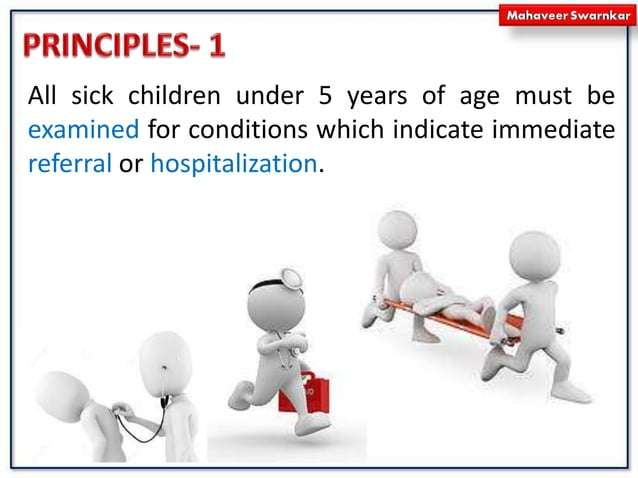 Mahaveer Swarnkar
PRINCIPLES- 1
All sick children under 5 years of age must be
examined for conditions which indicate immediate
referral or hospitalization.